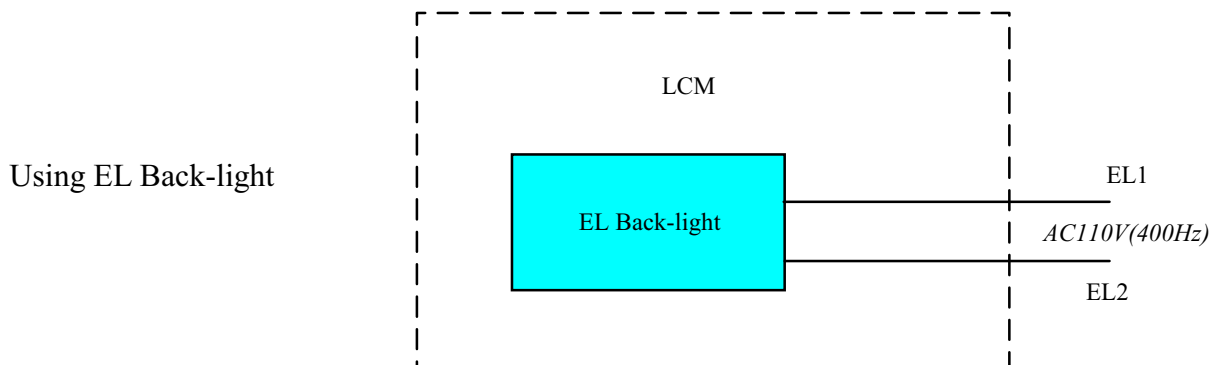 LCM
Using EL Back-light
EL Back-light
EL1
AC110V(400Hz)
EL2